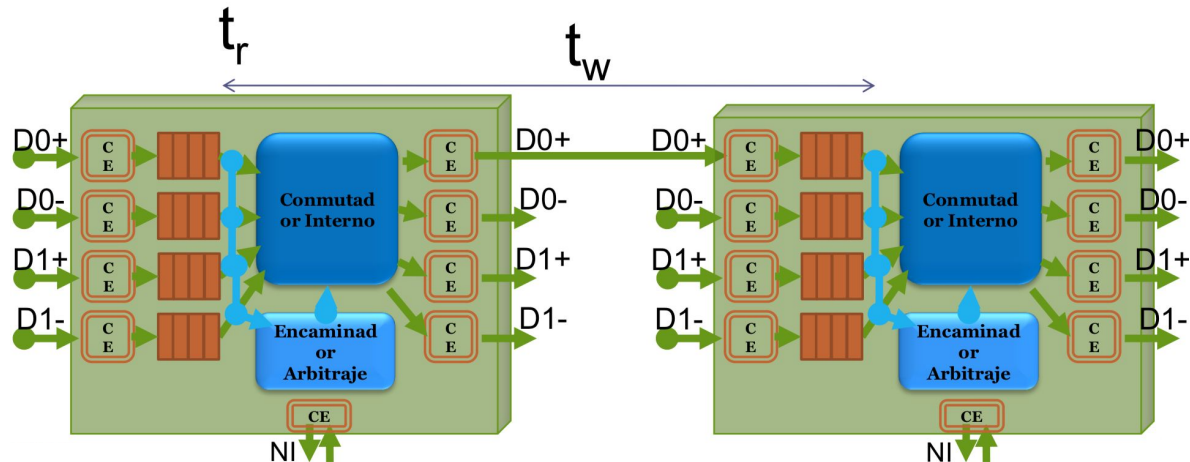 t_r
t_w
D0+
C
E
C
E
D0+
D0+
C
E
C
E
D0+
D0-
C
E
Conmutad
or Interno
C
E
D0-
D0-
C
E
Conmutad
or Interno
C
E
D0-
D1+
C
E
C
E
D1+
D1+
C
E
C
E
D1+
D1-
C
E
Encaminad
or
Arbitraje
C
E
D1-
D1-
C
E
Encaminad
or
Arbitraje
C
E
D1-
CE
NI
CE
NI